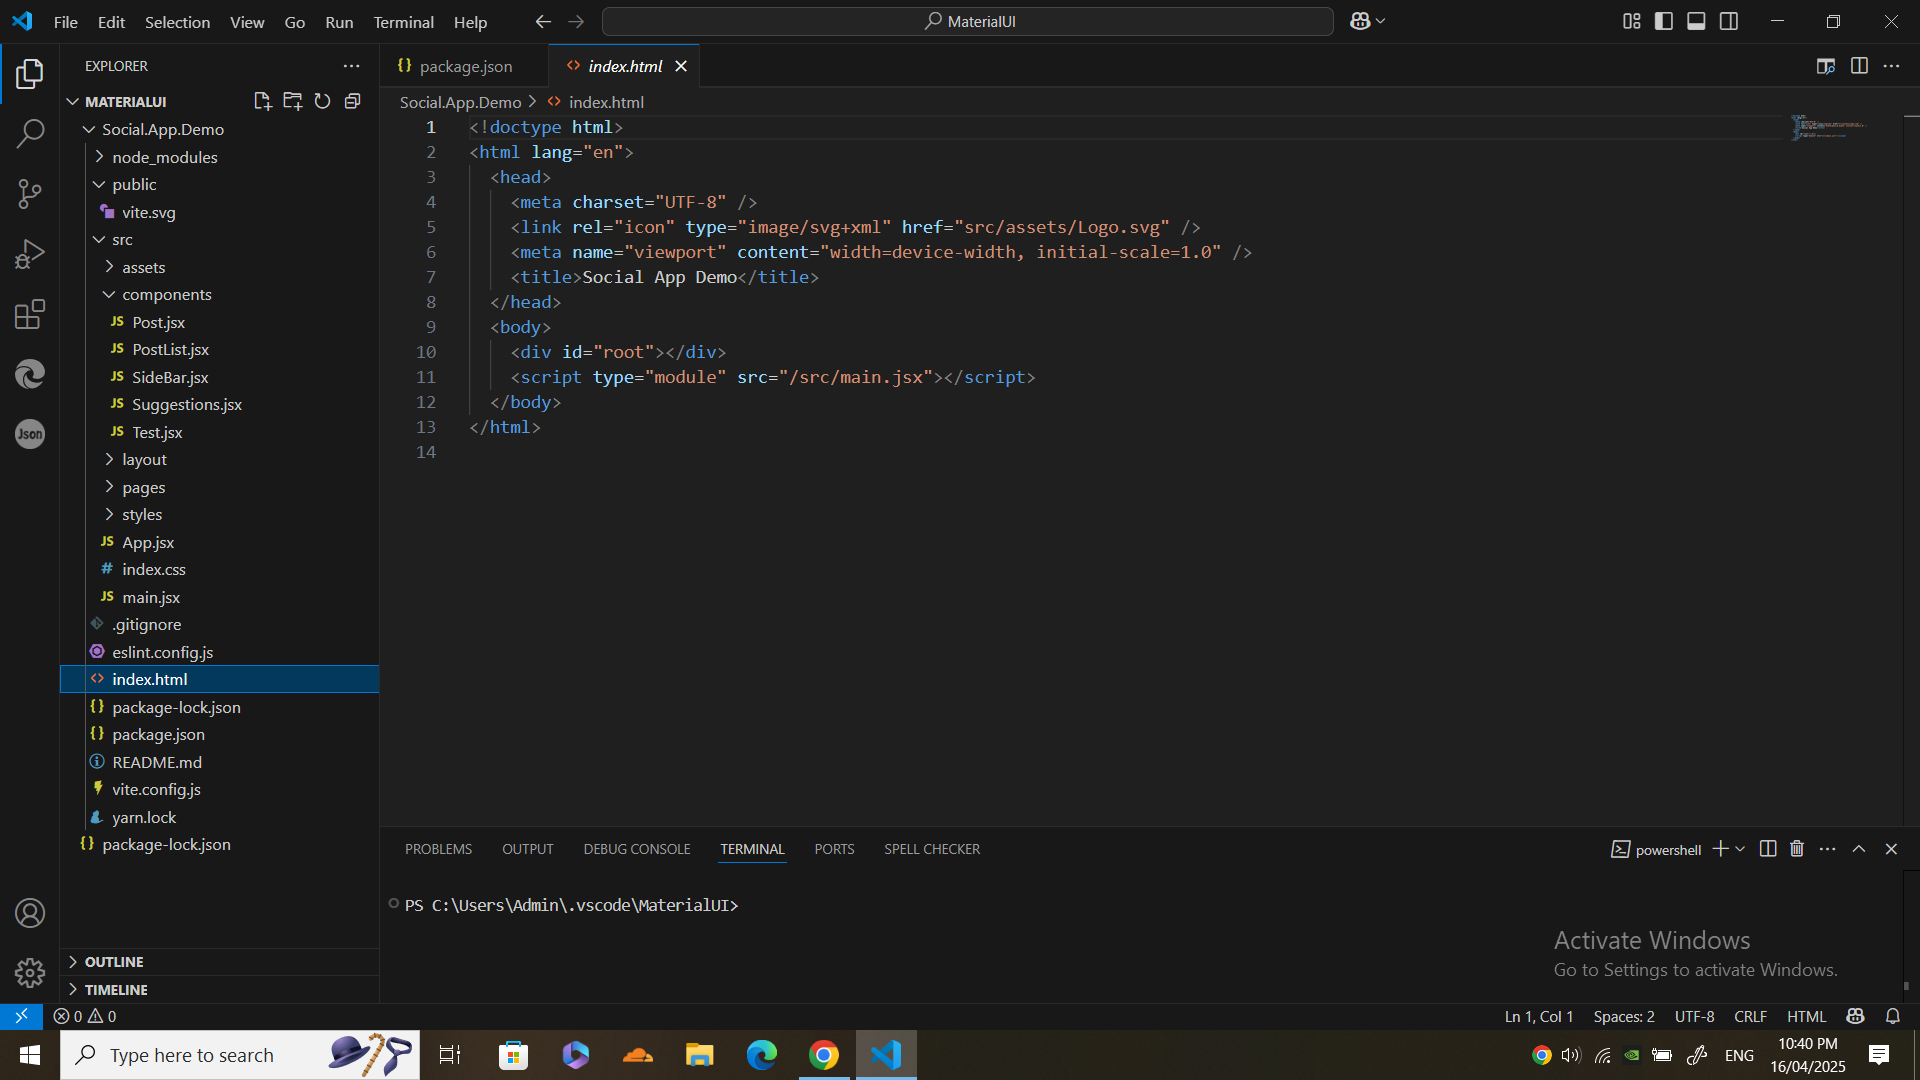 File Edit Selection View Go Run Terminal Help
MaterialUI
EXPLORER
MATERIALUI
Social.App.Demo
node_modules
public
vite.svg
src
assets
components
JS Post.jsx
JS PostList.jsx
JS SideBar.jsx
JS Suggestions.jsx
JS Test.jsx
layout
pages
styles
JS App.jsx
# index.css
JS main.jsx
.gitignore
eslint.config.js
<> index.html
{} package-lock.json
{} package.json
README.md
vite.config.js
yarn.lock
{} package-lock.json
OUTLINE
TIMELINE
Json
{} package.json
<> index.html
Social.App.Demo > <> index.html
1 <!doctype html>
2 <html lang="en">
3 <head>
4 <meta charset="UTF-8" />
5 <link rel="icon" type="image/svg+xml" href="src/assets/Logo.svg" />
6 <meta name="viewport" content="width=device-width, initial-scale=1.0" />
7 <title>Social App Demo</title>
8 </head>
9 <body>
10 <div id="root"></div>
11 <script type="module" src="/src/main.jsx"></script>
12 </body>
13 </html>
14
PROBLEMS OUTPUT DEBUG CONSOLE TERMINAL PORTS SPELL CHECKER
powershell
PS C:\Users\Admin\.vscode\MaterialUI>
Activate Windows
Go to Settings to activate Windows.
0 0
Ln 1, Col 1 Spaces: 2 UTF-8 CRLF HTML
Type here to search
ENG
10:40 PM
16/04/2025